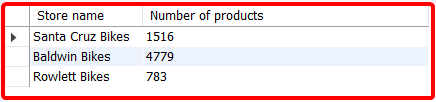 Store name Number of products
Santa Cruz Bikes 1516
Baldwin Bikes 4779
Rowlett Bikes 783